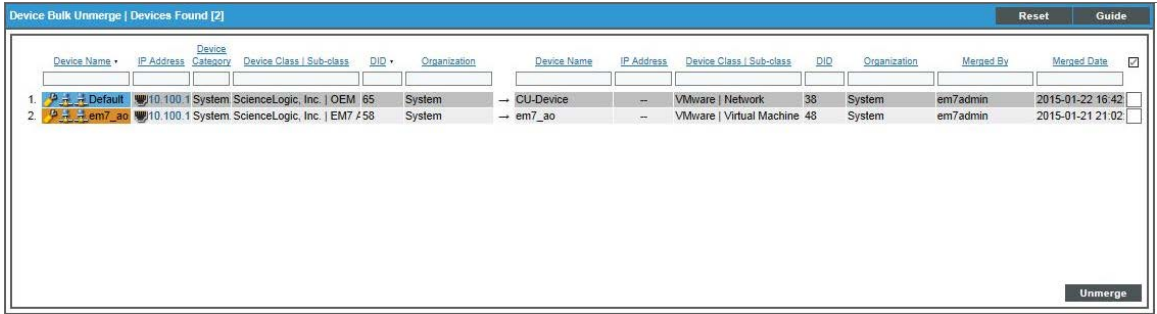 Device Bulk Unmerge | Devices Found [2] Reset Guide
Device Name IP Address Device Category Device Class | Sub-class DID Organization Device Name IP Address Device Class | Sub-class DID Organization Merged By Merged Date
1. Default 10.100.1 System ScienceLogic, Inc. | OEM 65 System → CU-Device -- VMware | Network 38 System em7admin 2015-01-22 16:42
2. em7_ao 10.100.1 System ScienceLogic, Inc. | EM7 58 System → em7_ao -- VMware | Virtual Machine 48 System em7admin 2015-01-21 21:02
Unmerge